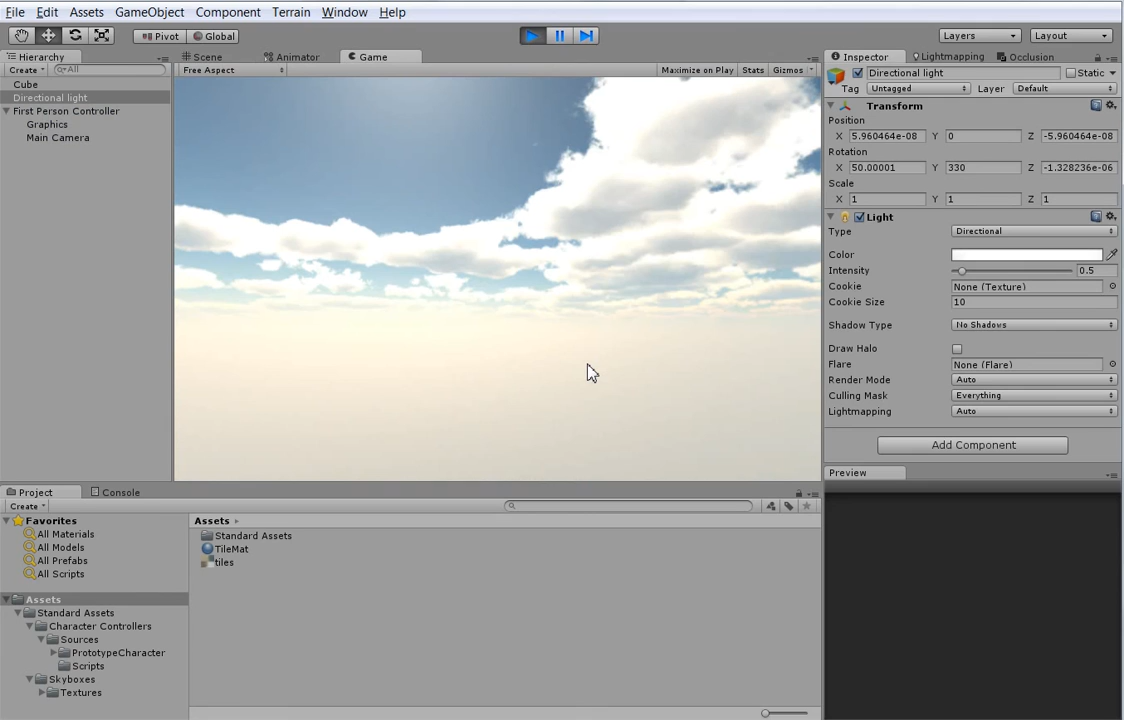 File Edit Assets GameObject Component Terrain Window Help
Pivot Global Layers Layout
Hierarchy Scene Animator Game Inspector Lightmapping Occlusion
Create All Free Aspect Maximize on Play Stats Gizmos Directional light Static
Cube
Directional light
First Person Controller
Graphics
Main Camera
Tag Untagged Layer Default
Transform
Position
X 5.960464e-08 Y 0 Z -5.960464e-08
Rotation
X 50.00001 Y 330 Z -1.328236e-06
Scale
X 1 Y 1 Z 1
Light
Type Directional
Color
Intensity 0.5
Cookie None (Texture)
Cookie Size 10
Shadow Type No Shadows
Draw Halo
Flare None (Flare)
Render Mode Auto
Culling Mask Everything
Lightmapping Auto
Add Component
Preview
Project Console
Create
Favorites
All Materials
All Models
All Prefabs
All Scripts
Assets
Standard Assets
Character Controllers
Sources
PrototypeCharacter
Scripts
Skyboxes
Textures
Assets
Standard Assets
TileMat
tiles